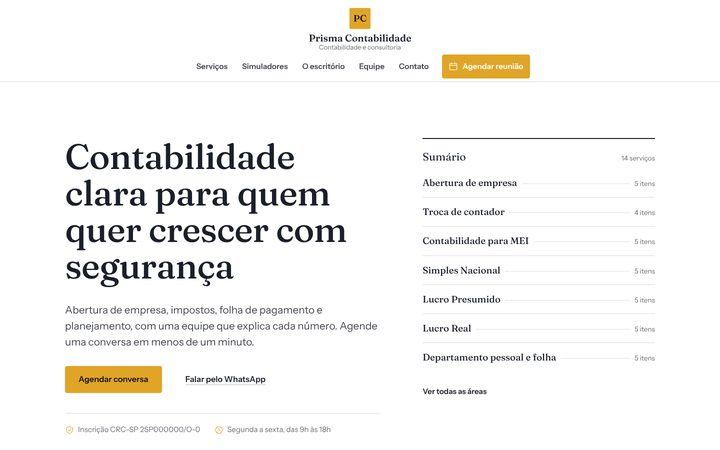 PC
Prisma Contabilidade
Contabilidade e consultoria
Serviços Simuladores O escritório Equipe Contato Agendar reunião
Contabilidade
clara para quem
quer crescer com
segurança
Abertura de empresa, impostos, folha de pagamento e
planejamento, com uma equipe que explica cada número. Agende
uma conversa em menos de um minuto.
Agendar conversa Falar pelo WhatsApp
Inscrição CRC-SP 2SP000000/O-0 Segunda a sexta, das 9h às 18h
Sumário 14 serviços
Abertura de empresa 5 itens
Troca de contador 4 itens
Contabilidade para MEI 5 itens
Simples Nacional 5 itens
Lucro Presumido 5 itens
Lucro Real 5 itens
Departamento pessoal e folha 5 itens
Ver todas as áreas